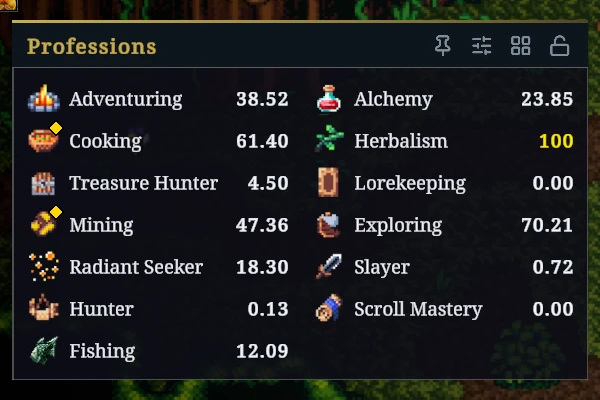 Professions
Adventuring 38.52
Cooking 61.40
Treasure Hunter 4.50
Mining 47.36
Radiant Seeker 18.30
Hunter 0.13
Fishing 12.09
Alchemy 23.85
Herbalism 100
Lorekeeping 0.00
Exploring 70.21
Slayer 0.72
Scroll Mastery 0.00